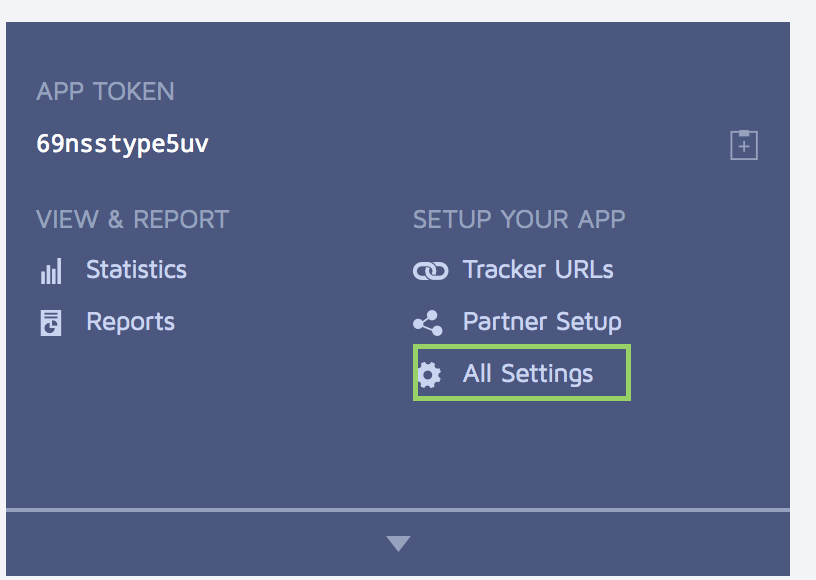 APP TOKEN
69nsstype5uv
VIEW & REPORT
Statistics
Reports
SETUP YOUR APP
Tracker URLs
Partner Setup
All Settings